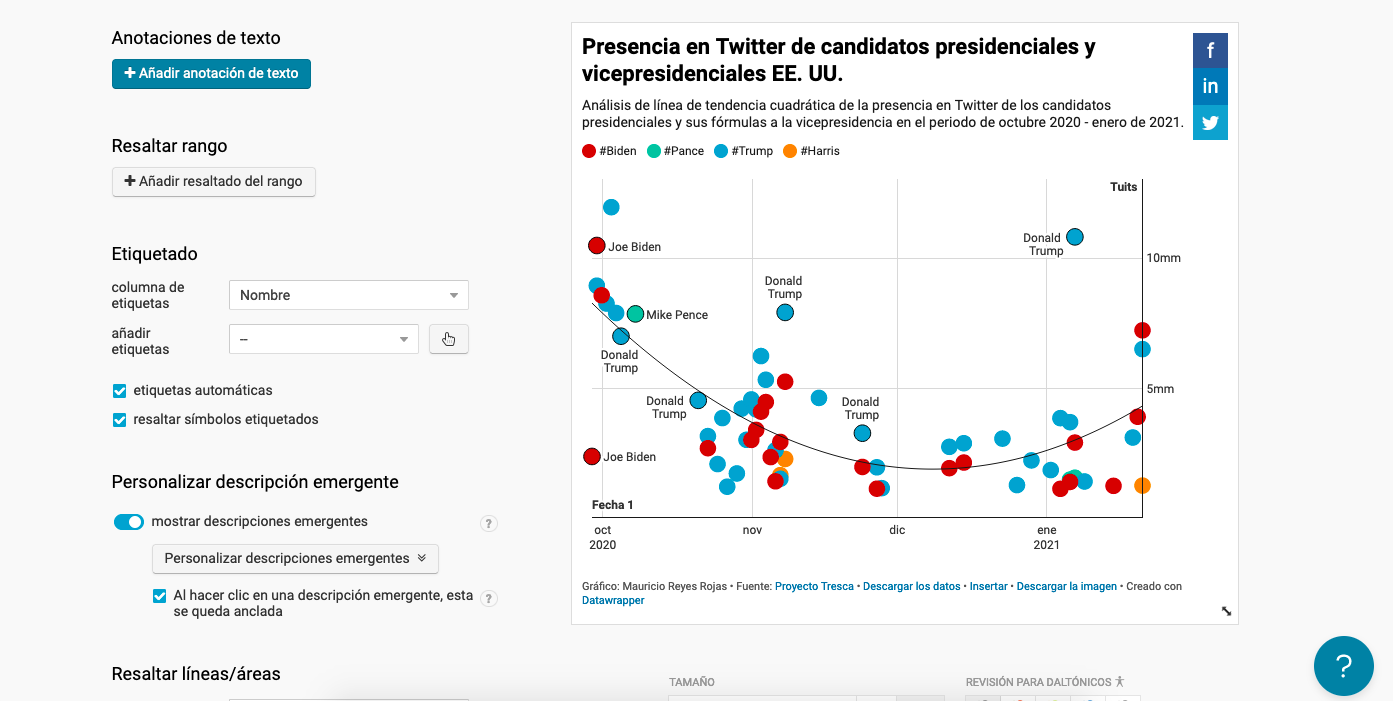 Anotaciones de texto
+ Añadir anotación de texto
Resaltar rango
+ Añadir resaltado del rango
Etiquetado
columna de
etiquetas
Nombre
añadir
etiquetas
--
etiquetas automáticas
resaltar símbolos etiquetados
Personalizar descripción emergente
mostrar descripciones emergentes
?
Personalizar descripciones emergentes
Al hacer clic en una descripción emergente, esta
se queda anclada
?
Resaltar líneas/áreas
Presencia en Twitter de candidatos presidenciales y
vicepresidenciales EE. UU.
f
in
Análisis de línea de tendencia cuadrática de la presencia en Twitter de los candidatos
presidenciales y sus fórmulas a la vicepresidencia en el periodo de octubre 2020 - enero de 2021.
#Biden #Pance #Trump #Harris
Tuits
Joe Biden
Donald
Trump
10mm
Donald
Trump
Mike Pence
Donald
Trump
5mm
Donald
Trump
Donald
Trump
Joe Biden
Fecha 1
oct
2020
nov
dic
ene
2021
Gráfico: Mauricio Reyes Rojas • Fuente: Proyecto Tresca • Descargar los datos • Insertar • Descargar la imagen • Creado con
Datawrapper
TAMAÑO
REVISIÓN PARA DALTÓNICOS
?